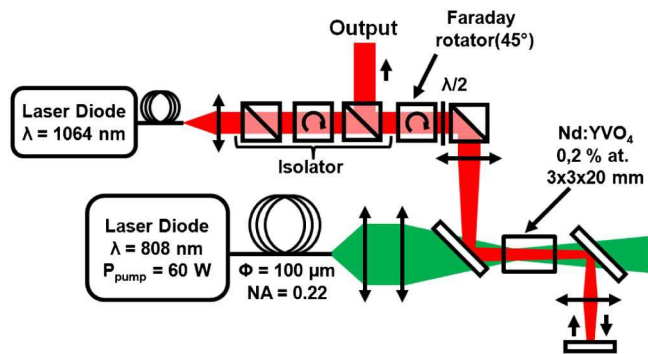 Faraday
rotator(45°)
Output
λ/2
Laser Diode
λ = 1064 nm
Isolator
Nd:YVO₄
0,2 % at.
3x3x20 mm
Laser Diode
λ = 808 nm
Ppump = 60 W
Φ = 100 µm
NA = 0.22